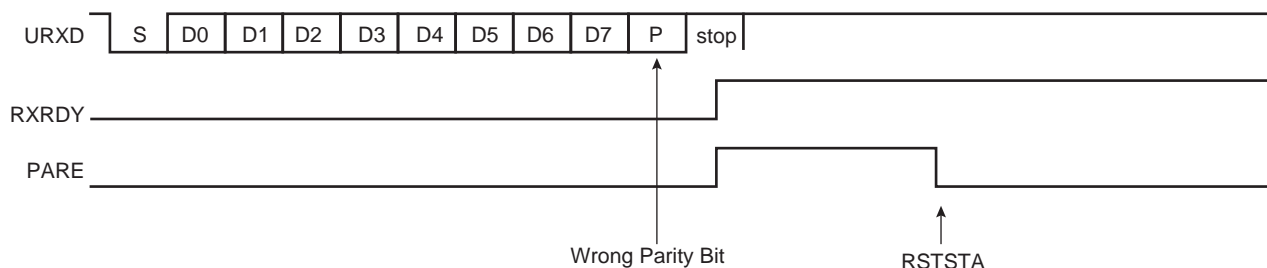 URXD S D0 D1 D2 D3 D4 D5 D6 D7 P stop
RXRDY
PARE
Wrong Parity Bit RSTSTA